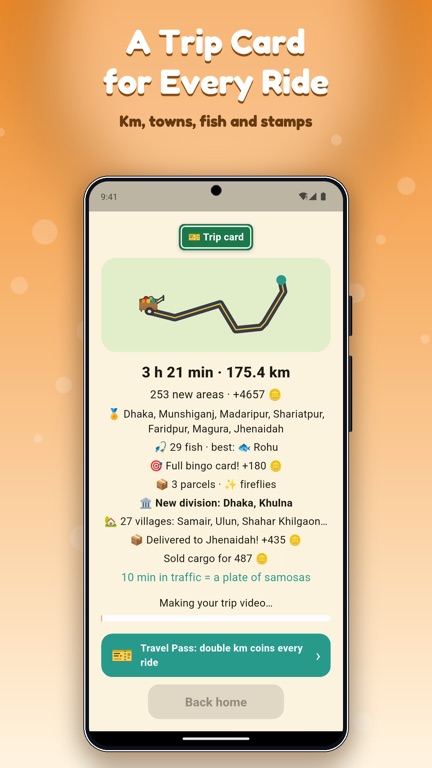 A Trip Card
for Every Ride
Km, towns, fish and stamps
9:41
Trip card
3 h 21 min · 175.4 km
253 new areas · +4657
Dhaka, Munshiganj, Madaripur, Shariatpur,
Faridpur, Magura, Jhenaidah
29 fish · best: 🐟 Rohu
Full bingo card! +180
3 parcels · ✨ fireflies
New division: Dhaka, Khulna
27 villages: Samair, Ulun, Shahar Khilgaon…
Delivered to Jhenaidah! +435
Sold cargo for 487
10 min in traffic = a plate of samosas
Making your trip video…
Travel Pass: double km coins every
ride
Back home